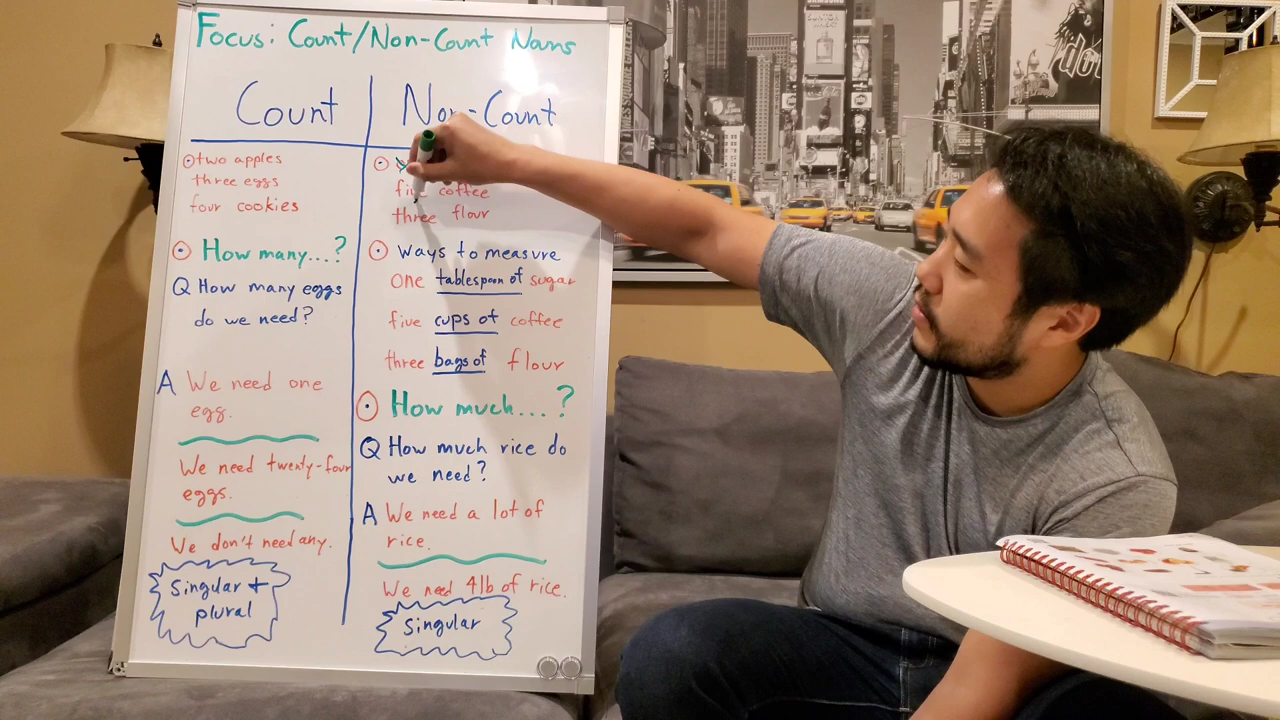 Focus: Count/Non-Count Nouns
Count
Non-Count
two apples
three eggs
four cookies
How many...?
Q How many eggs
do we need?
A We need one
egg.
We need twenty-four
eggs.
We don't need any.
Singular +
plural
five coffee
three flour
Ways to measure
one tablespoon of sugar
five cups of coffee
three bags of flour
How much...?
Q How much rice do
we need?
A We need a lot of
rice.
We need 4lb of rice.
Singular
dot